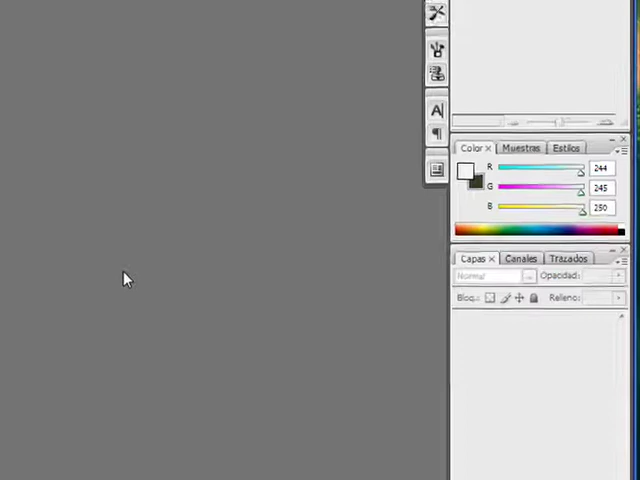 A
Color × Muestras Estilos
R 244
G 245
B 250
Capas × Canales Trazados
Normal Opacidad:
Bloq.: Relleno: